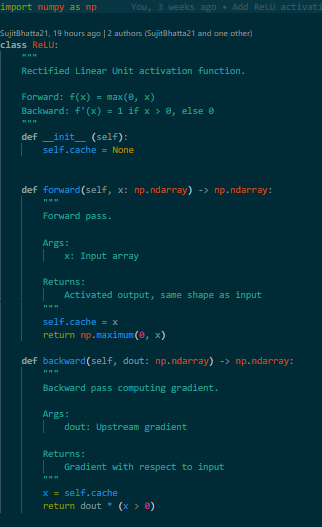 import numpy as np    You, 3 weeks ago • Add ReLU activati
SujitBhatta21, 19 hours ago | 2 authors (SujitBhatta21 and one other)
class ReLU:
    """
    Rectified Linear Unit activation function.

    Forward: f(x) = max(0, x)
    Backward: f'(x) = 1 if x > 0, else 0
    """
    def __init__ (self):
        self.cache = None


    def forward(self, x: np.ndarray) -> np.ndarray:
        """
        Forward pass.

        Args:
            x: Input array

        Returns:
            Activated output, same shape as input
        """
        self.cache = x
        return np.maximum(0, x)

    def backward(self, dout: np.ndarray) -> np.ndarray:
        """
        Backward pass computing gradient.

        Args:
            dout: Upstream gradient

        Returns:
            Gradient with respect to input
        """
        x = self.cache
        return dout * (x > 0)